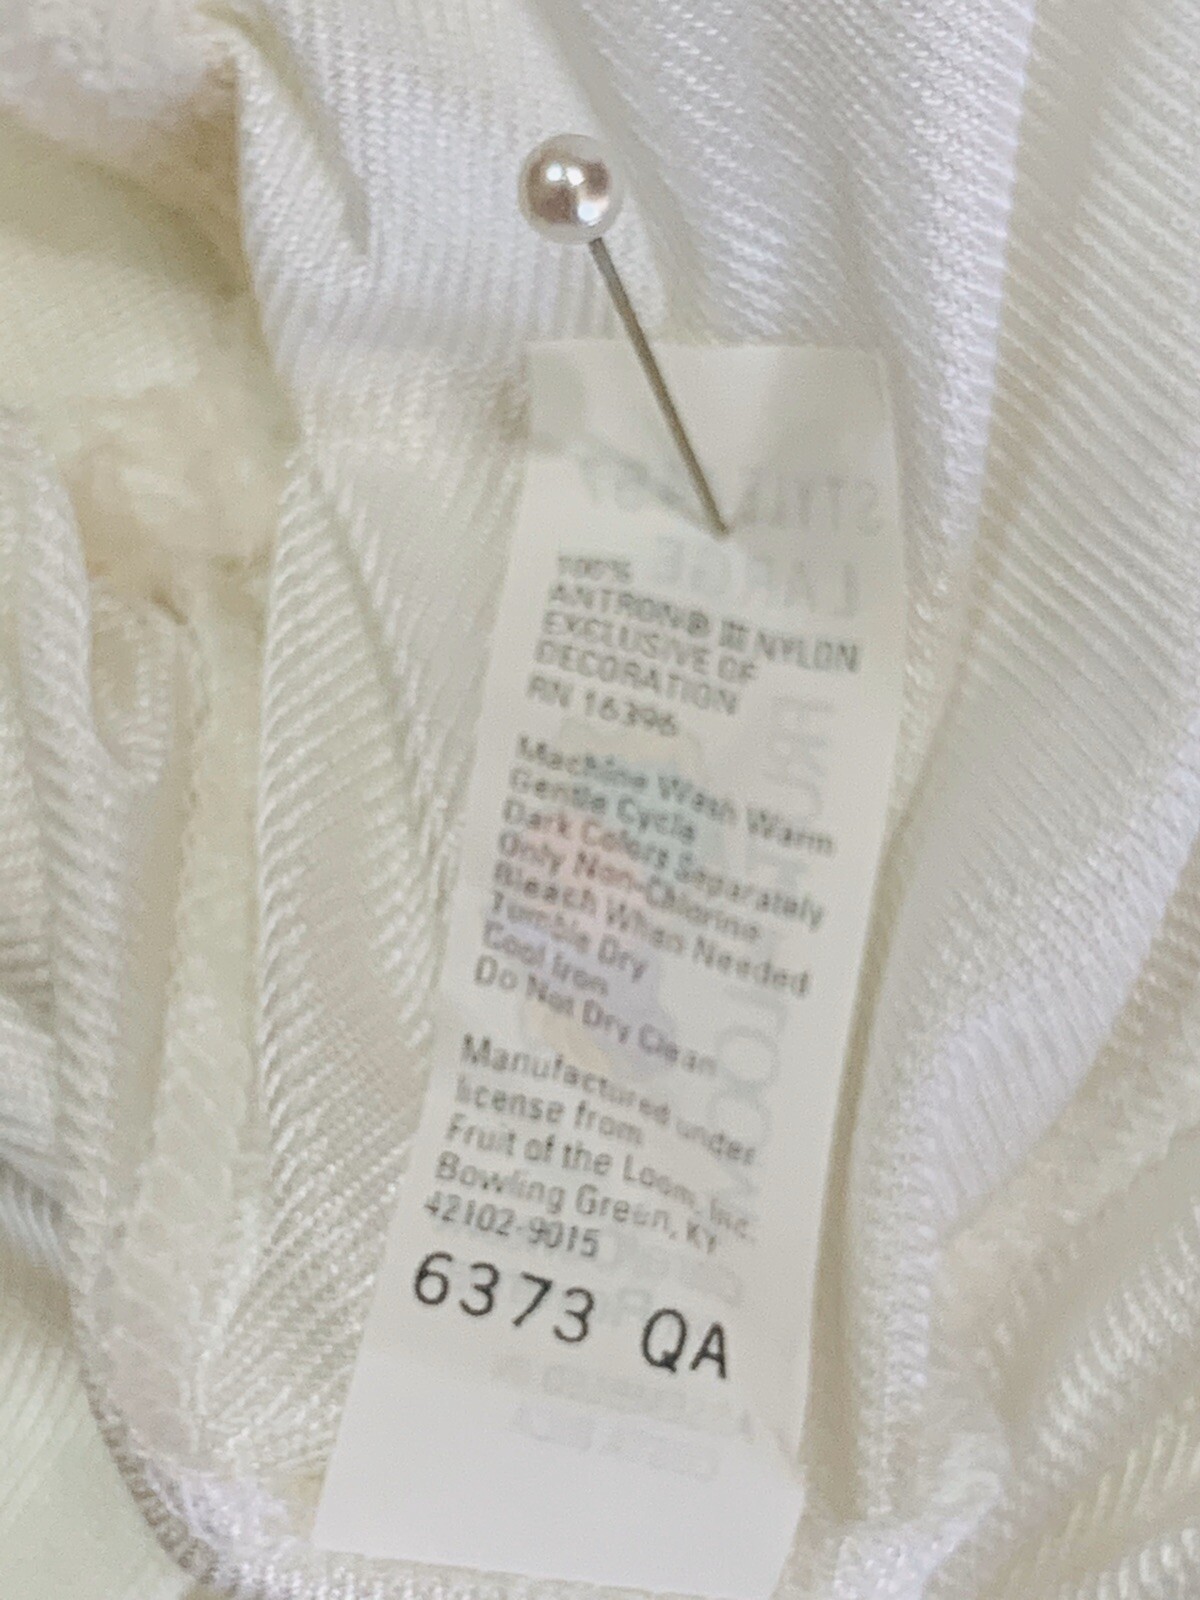 100%
ANTRON® III NYLON
EXCLUSIVE OF
DECORATION
RN 16396
Machine Wash Warm
Gentle Cycle
Dark Colors Separately
Only Non-Chlorine
Bleach When Needed
Tumble Dry
Cool Iron
Do Not Dry Clean
Manufactured under
license from
Fruit of the Loom, Inc.
Bowling Green, KY
42102-9015
6373 QA